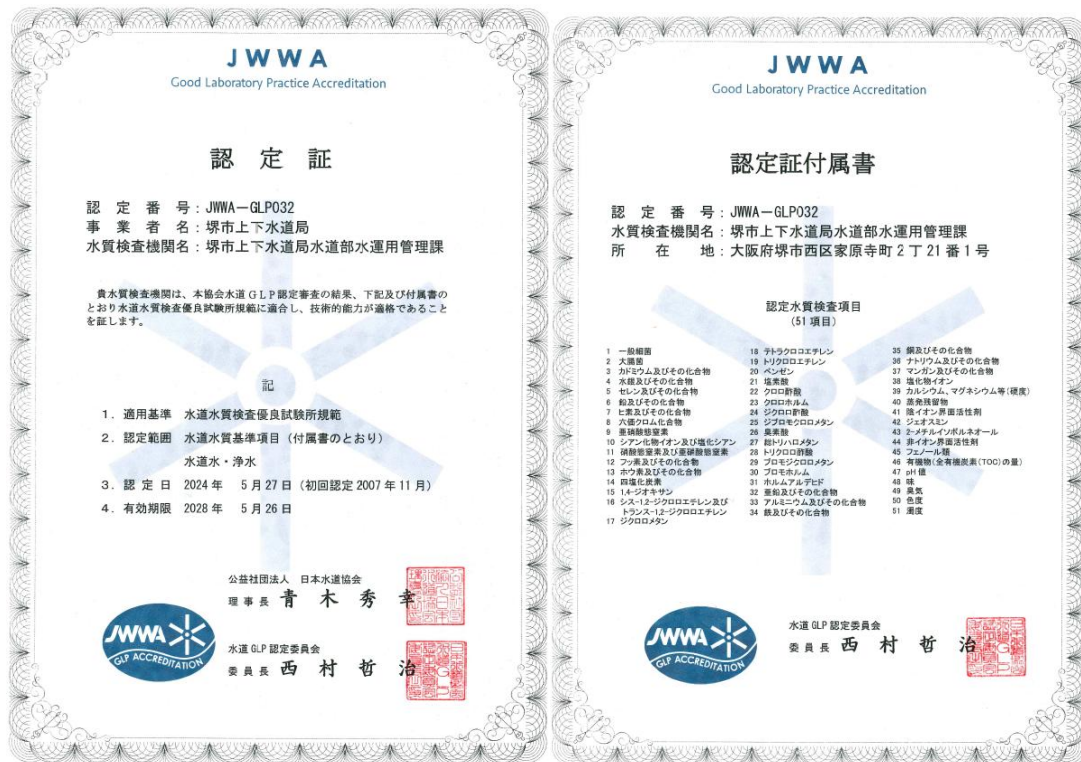 JWWA
Good Laboratory Practice Accreditation
認 定 証
認 定 番 号：JWWA－GLP032
事 業 者 名：堺市上下水道局
水質検査機関名：堺市上下水道局水道部水運用管理課
貴水質検査機関は、本協会水道GLP認定審査の結果、下記及び付属書の
とおり水道水質検査優良試験所規範に適合し、技術的能力が適格であること
を証します。
記
1．適用基準 水道水質検査優良試験所規範
2．認定範囲 水道水質基準項目（付属書のとおり）
水道水・浄水
3．認 定 日 2024年 5月27日（初回認定2007年11月）
4．有効期限 2028年 5月26日
公益社団法人 日本水道協会
理事長 青 木 秀 幸
水道GLP認定委員会
委員長 西 村 哲 治
JWWA
GLP ACCREDITATION
JWWA
Good Laboratory Practice Accreditation
認定証付属書
認 定 番 号：JWWA－GLP032
水質検査機関名：堺市上下水道局水道部水運用管理課
所 在 地：大阪府堺市西区家原寺町2丁21番1号
認定水質検査項目
（51項目）
1 一般細菌
2 大腸菌
3 カドミウム及びその化合物
4 水銀及びその化合物
5 セレン及びその化合物
6 鉛及びその化合物
7 ヒ素及びその化合物
8 六価クロム化合物
9 亜硝酸態窒素
10 シアン化物イオン及び塩化シアン
11 硝酸態窒素及び亜硝酸態窒素
12 フッ素及びその化合物
13 ホウ素及びその化合物
14 四塩化炭素
15 1,4-ジオキサン
16 シス-1,2-ジクロロエチレン及び
トランス-1,2-ジクロロエチレン
17 ジクロロメタン
18 テトラクロロエチレン
19 トリクロロエチレン
20 ベンゼン
21 塩素酸
22 クロロ酢酸
23 クロロホルム
24 ジクロロ酢酸
25 ジブロモクロロメタン
26 臭素酸
27 総トリハロメタン
28 トリクロロ酢酸
29 ブロモジクロロメタン
30 ブロモホルム
31 ホルムアルデヒド
32 亜鉛及びその化合物
33 アルミニウム及びその化合物
34 鉄及びその化合物
35 銅及びその化合物
36 ナトリウム及びその化合物
37 マンガン及びその化合物
38 塩化物イオン
39 カルシウム、マグネシウム等(硬度)
40 蒸発残留物
41 陰イオン界面活性剤
42 ジェオスミン
43 2-メチルイソボルネオール
44 非イオン界面活性剤
45 フェノール類
46 有機物(全有機炭素(TOC)の量)
47 pH値
48 味
49 臭気
50 色度
51 濁度
水道GLP認定委員会
委員長 西 村 哲 治
JWWA
GLP ACCREDITATION